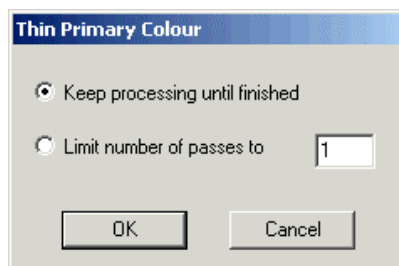 Thin Primary Colour
Keep processing until finished
Limit number of passes to 1
OK Cancel